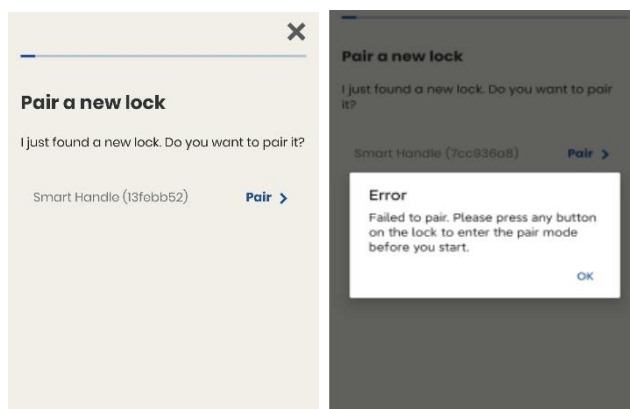 Pair a new lock
I just found a new lock. Do you want to pair it?
Smart Handle (13febb52) Pair >
Pair a new lock
I just found a new lock. Do you want to pair
it?
Smart Handle (7cc936a8) Pair >
Error
Failed to pair. Please press any button
on the lock to enter the pair mode
before you start.
OK